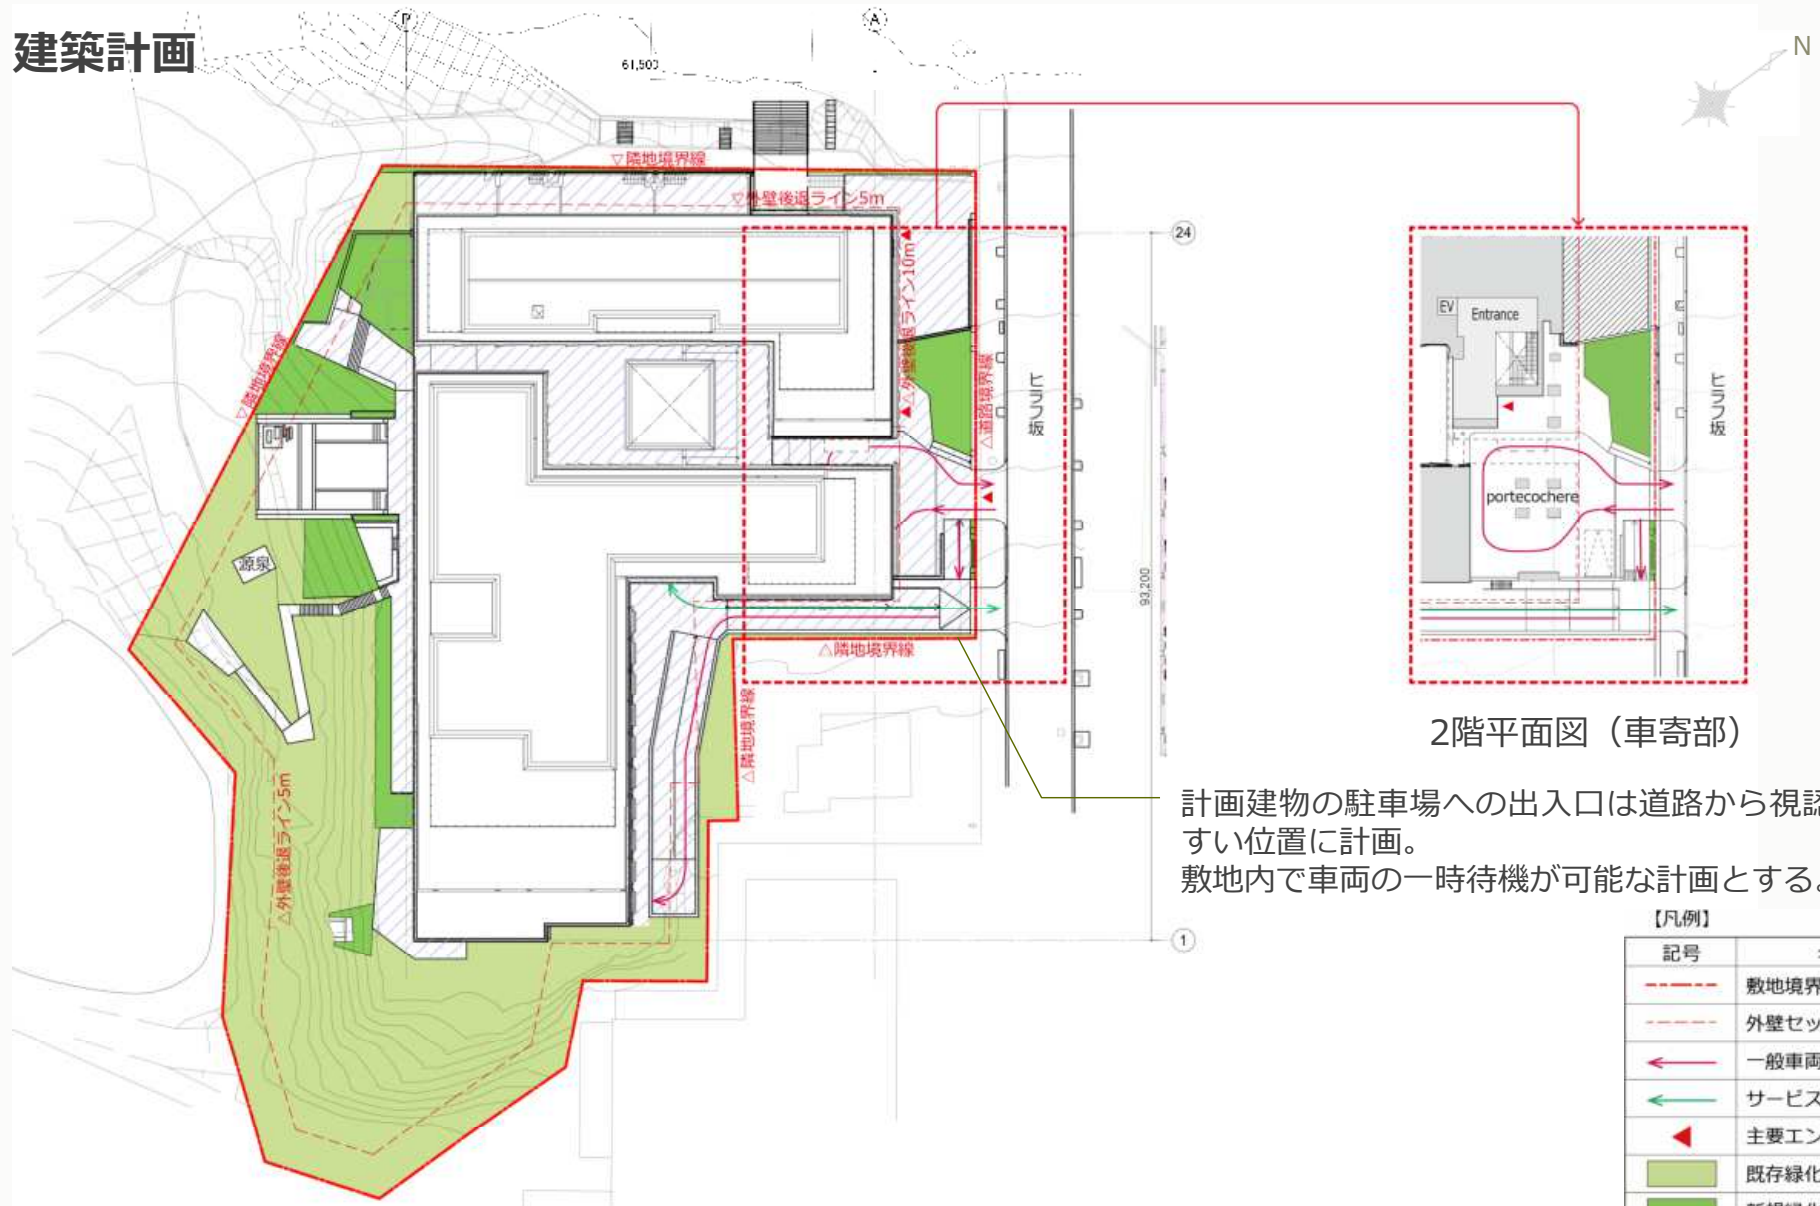 建築計画
P
A
N
61,500
▽隣地境界線
▽外壁後退ライン5m
24
△外壁後退ライン10m
△道路境界線
ヒラフ坂
▽隣地境界線
源泉
93,200
△隣地境界線
△隣地境界線
△外壁後退ライン5m
1
EV
Entrance
ヒラフ坂
portecochere
2階平面図（車寄部）
計画建物の駐車場への出入口は道路から視認
すい位置に計画。
敷地内で車両の一時待機が可能な計画とする。
【凡例】
記号
敷地境界
外壁セッ
一般車両
サービス
主要エン
既存緑化